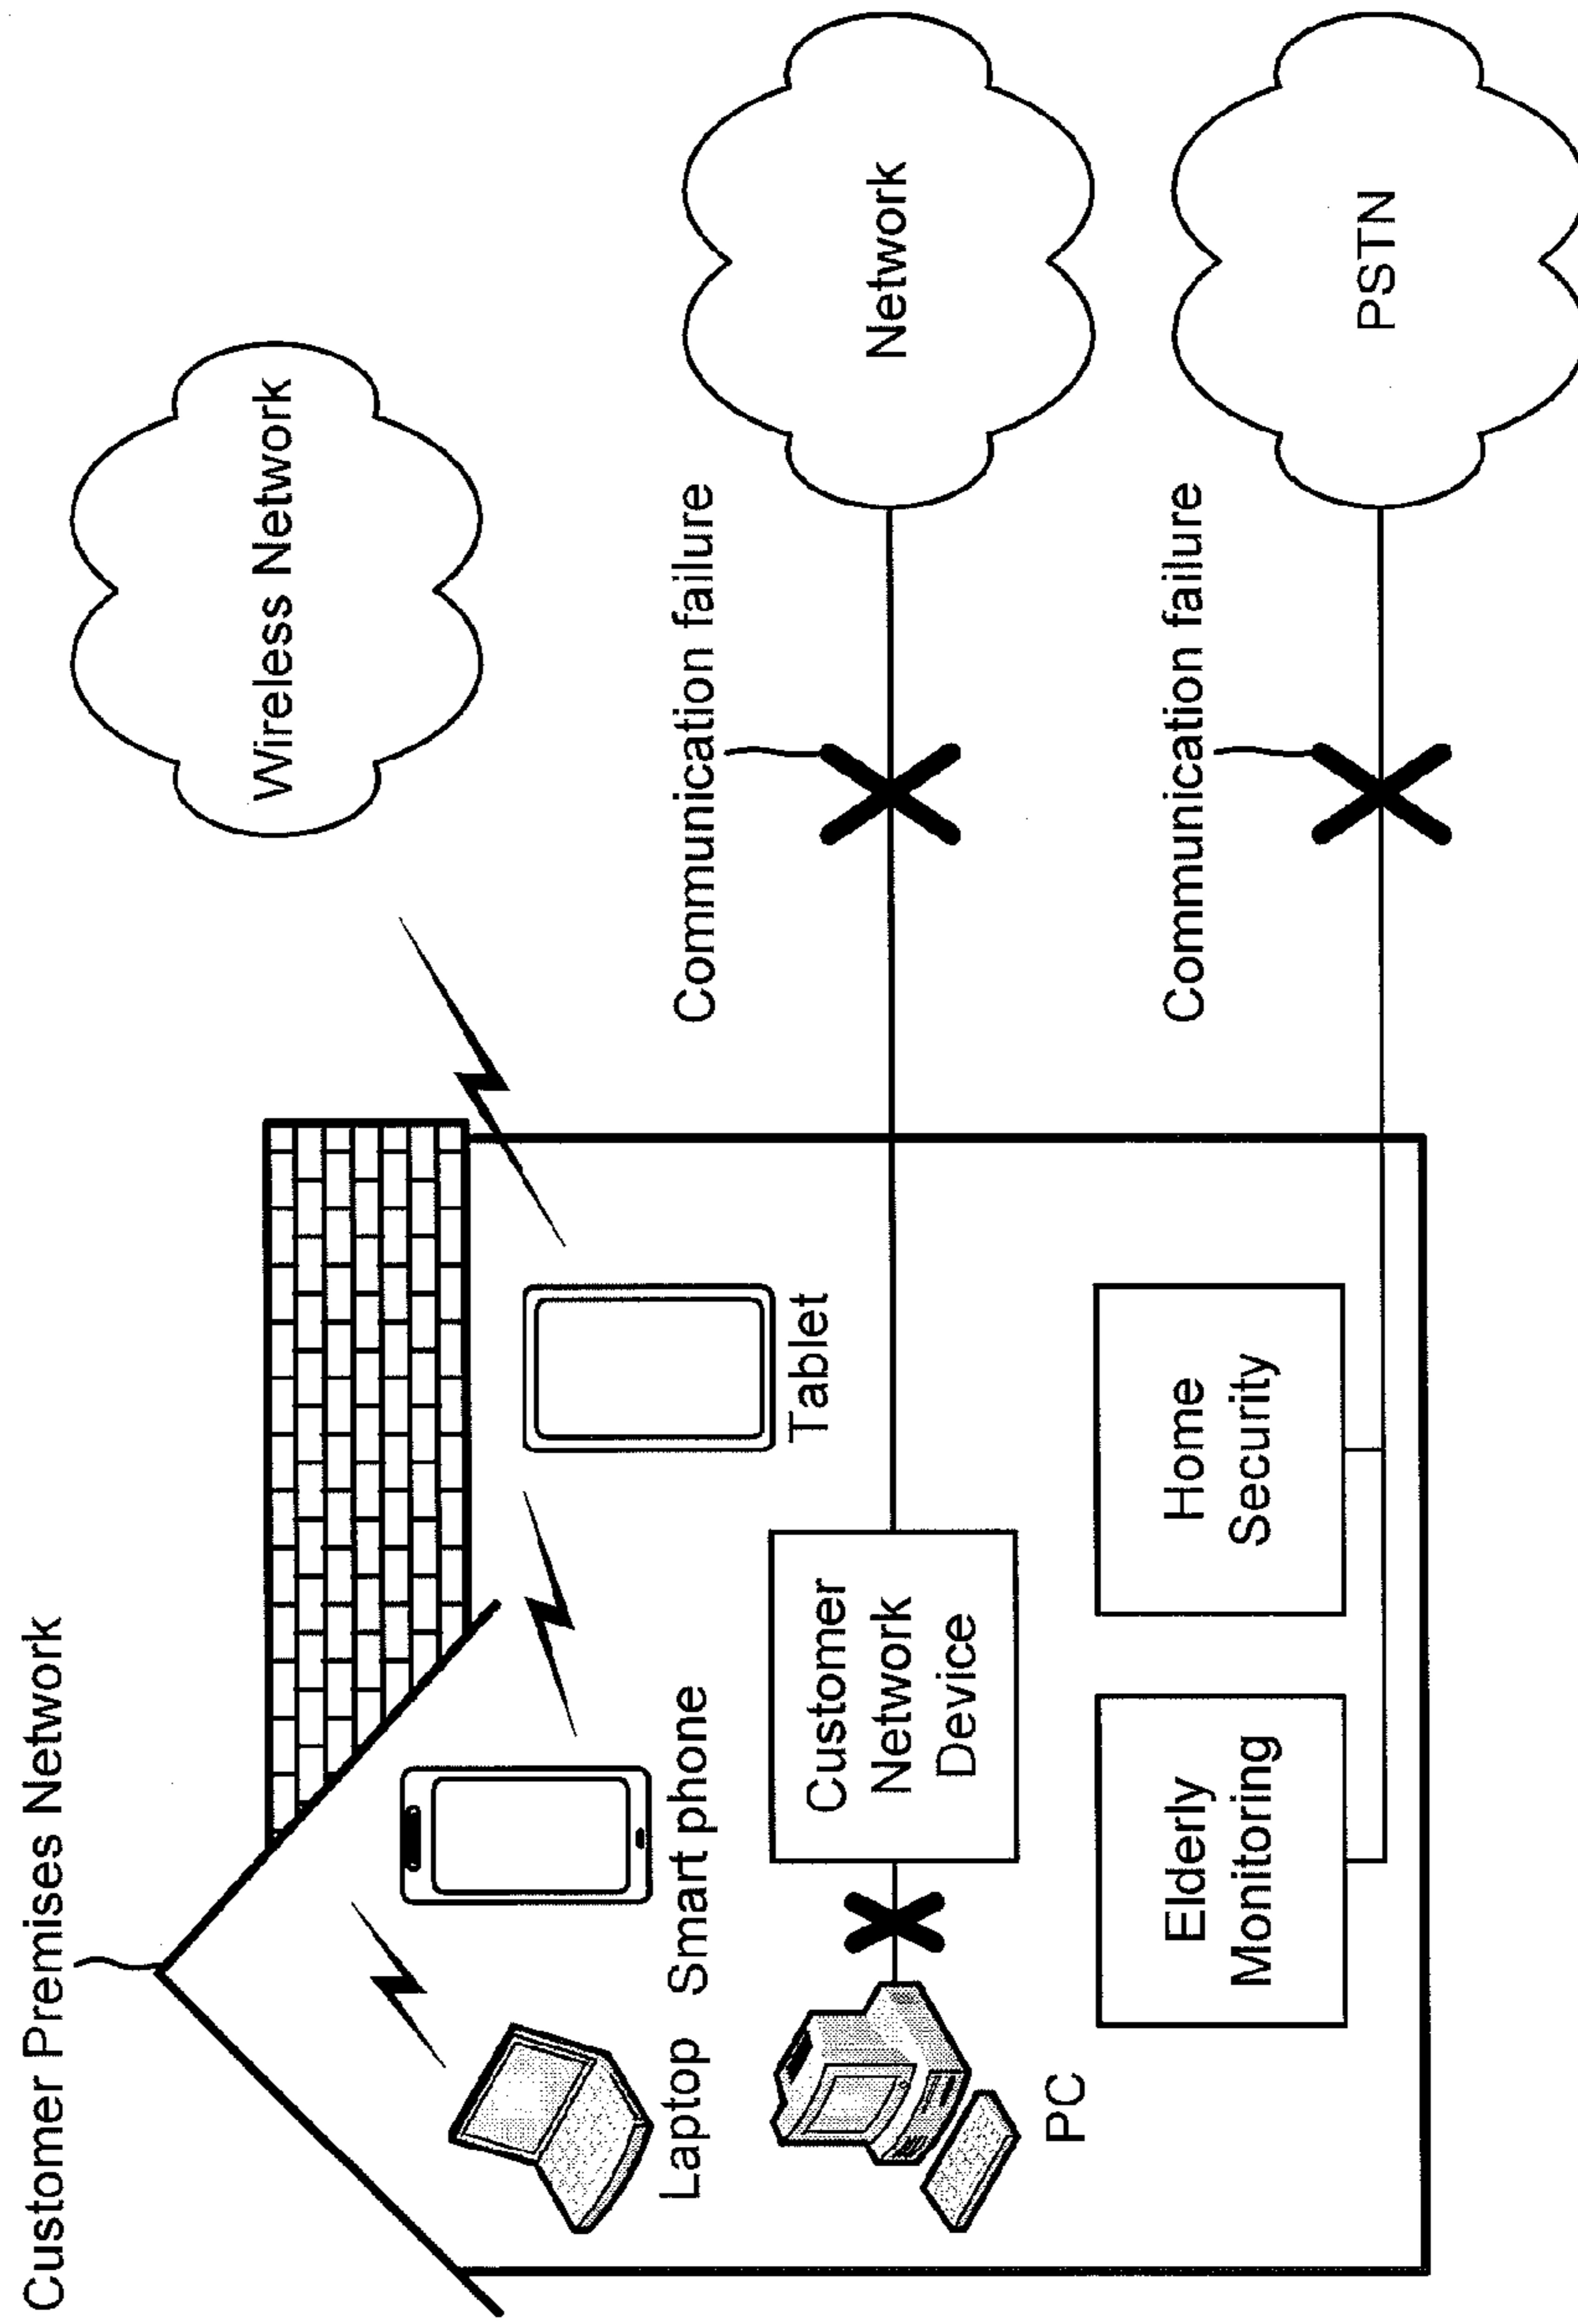 Customer Premises Network
Wireless Network
Laptop
Smart phone
Tablet
Communication failure
Network
PC
Customer
Network
Device
Communication failure
PSTN
Elderly
Monitoring
Home
Security